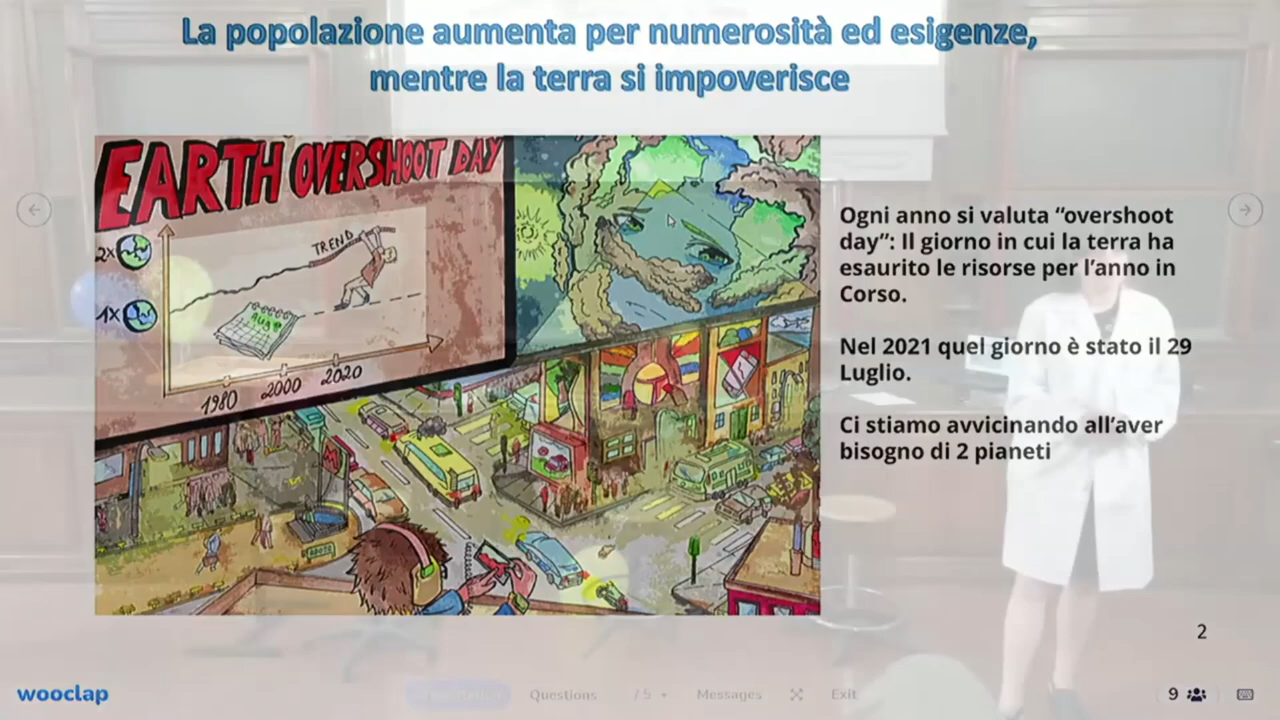 La popolazione aumenta per numerosità ed esigenze,
mentre la terra si impoverisce
EARTH OVERSHOOT DAY
2x
TREND
1x
AUG
1980
2000
2020
Ogni anno si valuta “overshoot
day”: Il giorno in cui la terra ha
esaurito le risorse per l’anno in
Corso.
Nel 2021 quel giorno è stato il 29
Luglio.
Ci stiamo avvicinando all’aver
bisogno di 2 pianeti
2
wooclap
Questions
/ 5
Messages
Exit
9